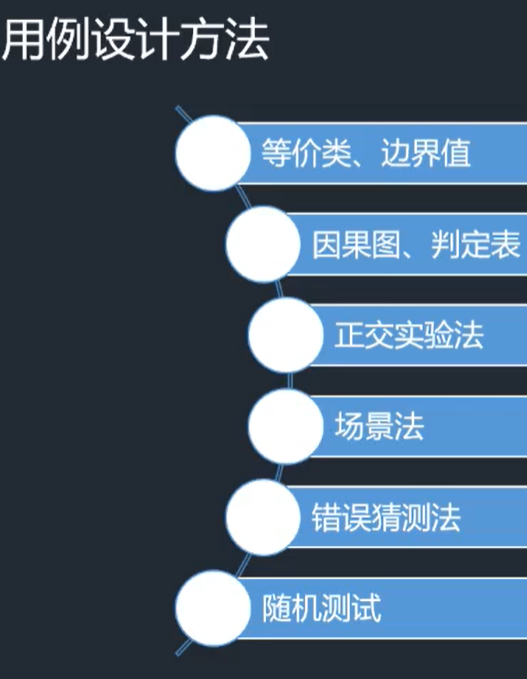 用例设计方法
等价类、边界值
因果图、判定表
正交实验法
场景法
错误猜测法
随机测试